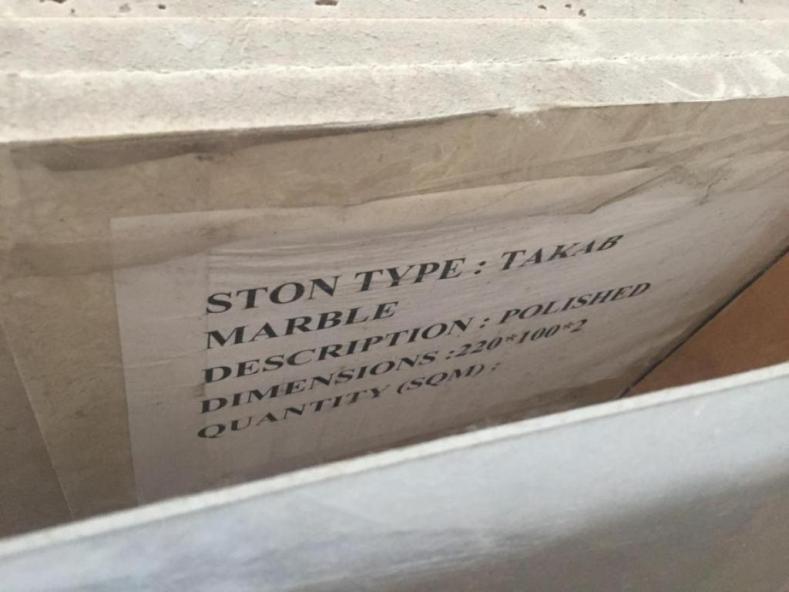 STON TYPE : TAKAB
MARBLE
DESCRIPTION : POLISHED
DIMENSIONS :220*100*2
QUANTITY (SQM) :